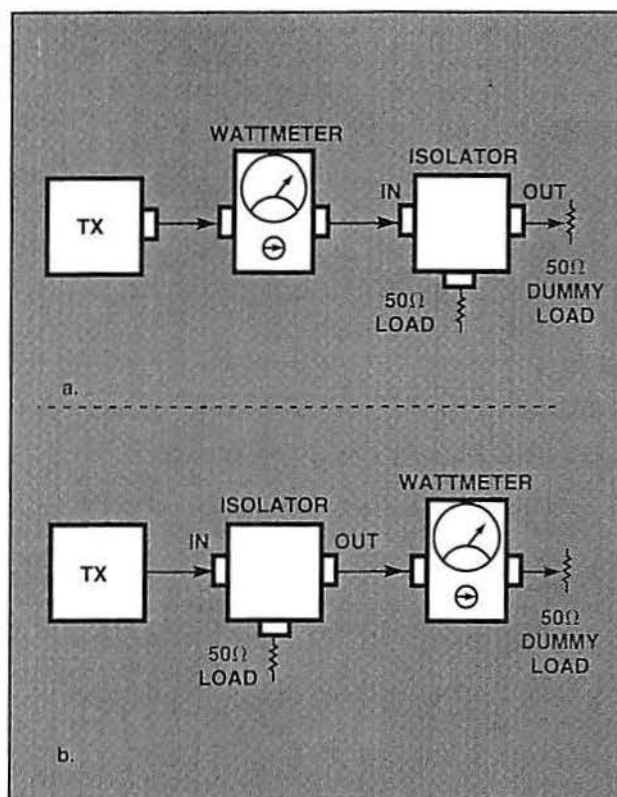 WATTMETER
ISOLATOR
TX
IN
OUT
50Ω
LOAD
50Ω
DUMMY
LOAD
a.
WATTMETER
ISOLATOR
TX
IN
OUT
50Ω
LOAD
50Ω
DUMMY
LOAD
b.